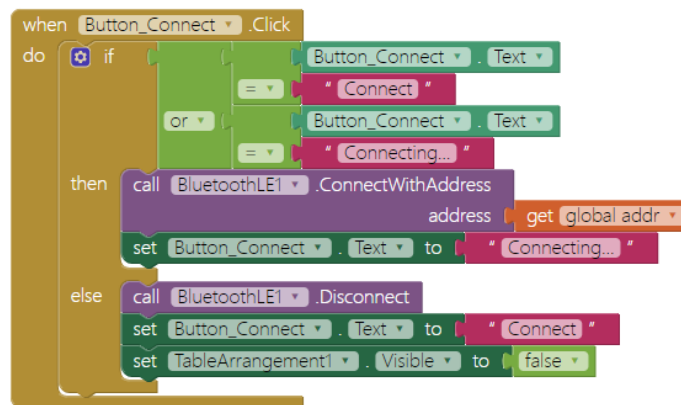 when Button_Connect .Click
do if Button_Connect . Text
= " Connect "
or Button_Connect . Text
= " Connecting... "
then call BluetoothLE1 .ConnectWithAddress
address get global addr
set Button_Connect . Text to " Connecting... "
else call BluetoothLE1 .Disconnect
set Button_Connect . Text to " Connect "
set TableArrangement1 . Visible to false